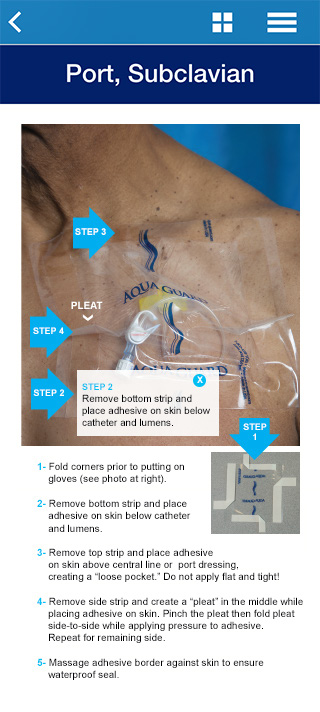 Port, Subclavian
STEP 3
AQUA GUARD
PLEAT
STEP 4
AQUA GUARD
STEP 2
STEP 2
X
Remove bottom strip and
place adhesive on skin below
catheter and lumens.
STEP
1
1- Fold corners prior to putting on
gloves (see photo at right).
2- Remove bottom strip and place
adhesive on skin below catheter
and lumens.
3- Remove top strip and place adhesive
on skin above central line or port dressing,
creating a “loose pocket.” Do not apply flat and tight!
4- Remove side strip and create a “pleat” in the middle while
placing adhesive on skin. Pinch the pleat then fold pleat
side-to-side while applying pressure to adhesive.
Repeat for remaining side.
5- Massage adhesive border against skin to ensure
waterproof seal.